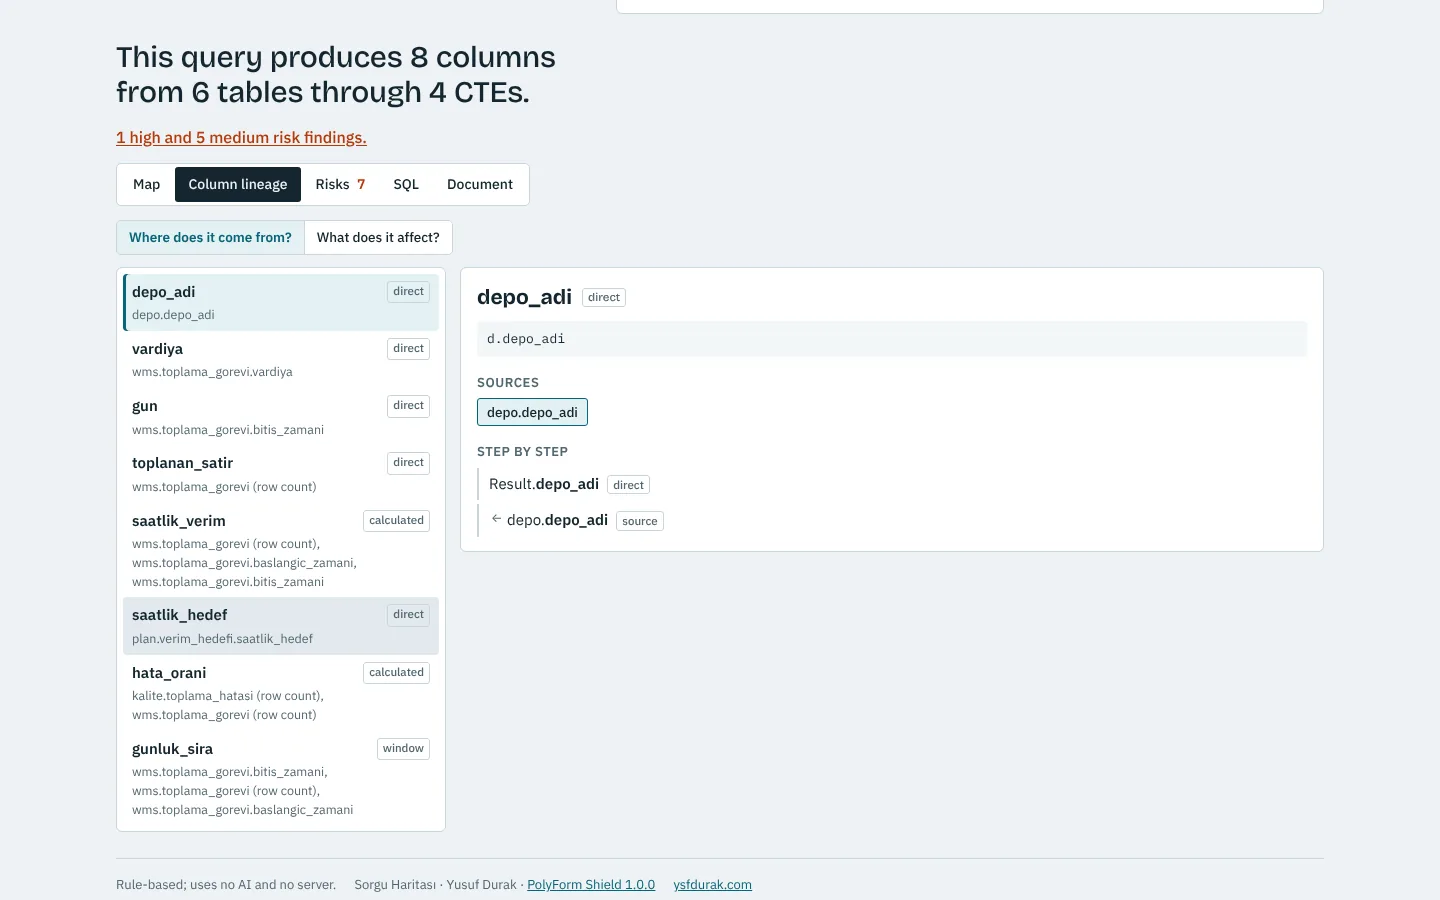 This query produces 8 columns
from 6 tables through 4 CTEs.
1 high and 5 medium risk findings.
Map Column lineage Risks 7 SQL Document
Where does it come from? What does it affect?
depo_adi direct
depo.depo_adi
vardiya direct
wms.toplama_gorevi.vardiya
gun direct
wms.toplama_gorevi.bitis_zamani
toplanan_satir direct
wms.toplama_gorevi (row count)
saatlik_verim calculated
wms.toplama_gorevi (row count),
wms.toplama_gorevi.baslangic_zamani,
wms.toplama_gorevi.bitis_zamani
saatlik_hedef direct
plan.verim_hedefi.saatlik_hedef
hata_orani calculated
kalite.toplama_hatasi (row count),
wms.toplama_gorevi (row count)
gunluk_sira window
wms.toplama_gorevi.bitis_zamani,
wms.toplama_gorevi (row count),
wms.toplama_gorevi.baslangic_zamani
depo_adi direct
d.depo_adi
SOURCES
depo.depo_adi
STEP BY STEP
Result.depo_adi direct
← depo.depo_adi source
Rule-based; uses no AI and no server. Sorgu Haritası · Yusuf Durak · PolyForm Shield 1.0.0 ysfdurak.com